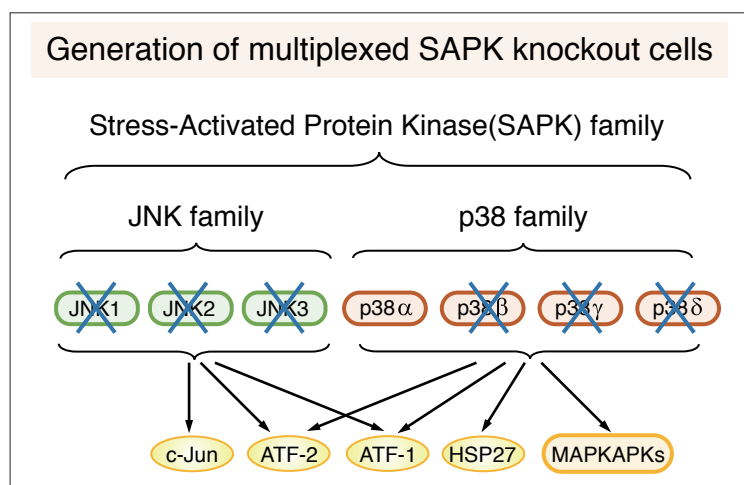 Generation of multiplexed SAPK knockout cells
Stress-Activated Protein Kinase(SAPK) family
JNK family p38 family
JNK1 JNK2 JNK3 p38α p38β p38γ p38δ
c-Jun ATF-2 ATF-1 HSP27 MAPKAPKs